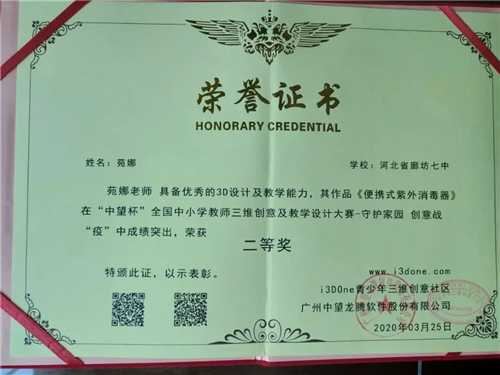 荣誉证书
HONORARY CREDENTIAL
姓名：苑娜 学校：河北省廊坊七中
苑娜老师 具备优秀的3D设计及教学能力，其作品《便携式紫外消毒器》
在“中望杯”全国中小学教师三维创意及教学设计大赛-守护家园 创意战
“疫”中成绩突出，荣获
二等奖
特颁此证，以示表彰。
www.i3done.com
i3DOne青少年三维创意社区
广州中望龙腾软件股份有限公司
2020年03月25日